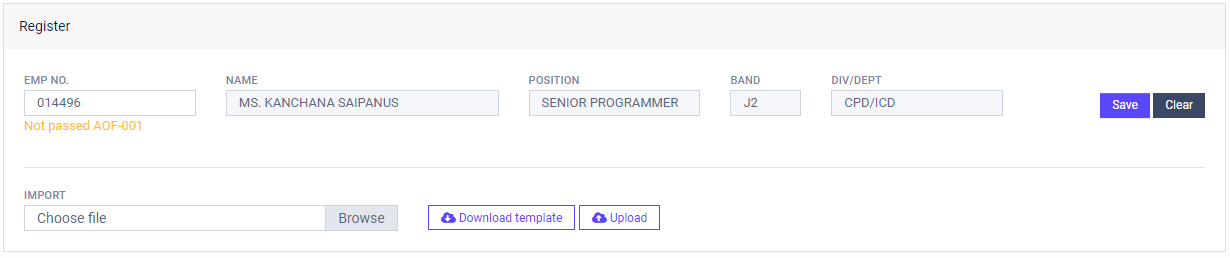 Register
EMP NO. NAME POSITION BAND DIV/DEPT
014496 MS. KANCHANA SAIPANUS SENIOR PROGRAMMER J2 CPD/ICD Save Clear
Not passed AOF-001
IMPORT
Choose file Browse Download template Upload